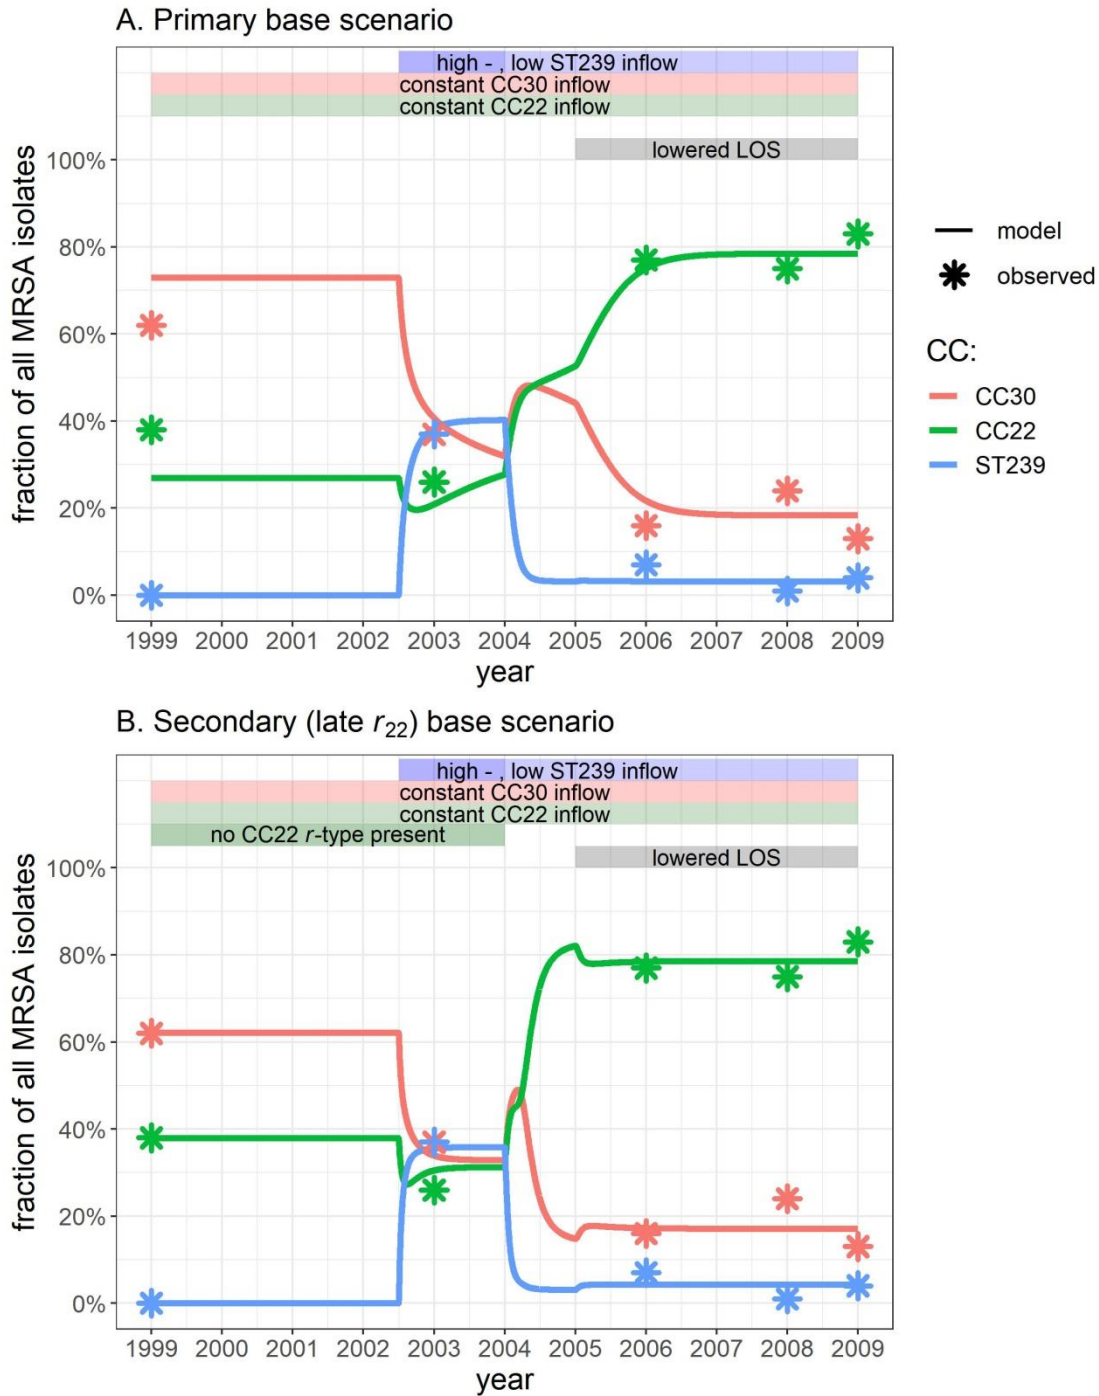 A. Primary base scenario
high - , low ST239 inflow
constant CC30 inflow
constant CC22 inflow
lowered LOS
100%
80%
60%
40%
20%
0%
fraction of all MRSA isolates
1999 2000 2001 2002 2003 2004 2005 2006 2007 2008 2009
year
model
observed
CC:
CC30
CC22
ST239
B. Secondary (late r22) base scenario
high - , low ST239 inflow
constant CC30 inflow
constant CC22 inflow
no CC22 r-type present
lowered LOS
100%
80%
60%
40%
20%
0%
fraction of all MRSA isolates
1999 2000 2001 2002 2003 2004 2005 2006 2007 2008 2009
year